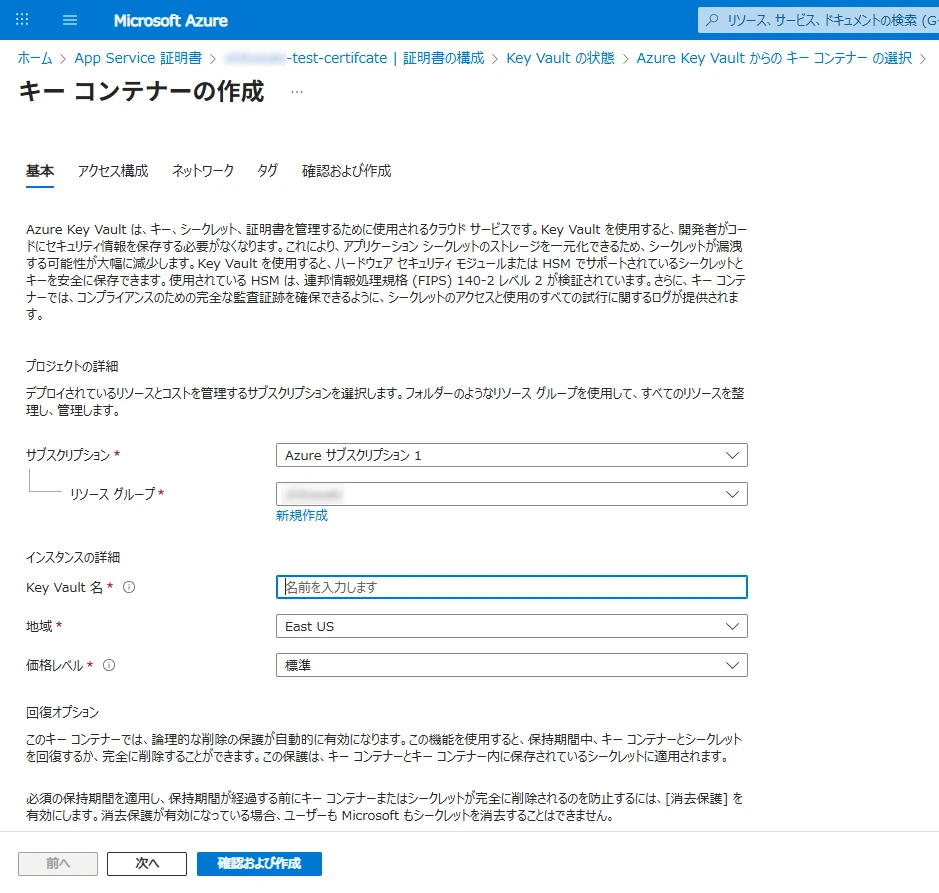 Microsoft Azure
リソース、サービス、ドキュメントの検索 (G-
ホーム > App Service 証明書 > -test-certifcate | 証明書の構成 > Key Vault の状態 > Azure Key Vault からの キー コンテナー の選択 >
キー コンテナーの作成 …
基本 アクセス構成 ネットワーク タグ 確認および作成
Azure Key Vault は、キー、シークレット、証明書を管理するために使用されるクラウド サービスです。Key Vault を使用すると、開発者がコー
ドにセキュリティ情報を保存する必要がなくなります。これにより、アプリケーション シークレットのストレージを一元化できるため、シークレットが漏洩
する可能性が大幅に減少します。Key Vault を使用すると、ハードウェア セキュリティ モジュールまたは HSM でサポートされているシークレットと
キーを安全に保存できます。使用されている HSM は、連邦情報処理規格 (FIPS) 140-2 レベル 2 が検証されています。さらに、キー コンテ
ナーでは、コンプライアンスのための完全な監査証跡を確保できるように、シークレットのアクセスと使用のすべての試行に関するログが提供されま
す。
プロジェクトの詳細
デプロイされているリソースとコストを管理するサブスクリプションを選択します。フォルダーのようなリソース グループを使用して、すべてのリソースを整
理し、管理します。
サブスクリプション *
Azure サブスクリプション 1
リソース グループ *
新規作成
インスタンスの詳細
Key Vault 名 *
名前を入力します
地域 *
East US
価格レベル *
標準
回復オプション
このキー コンテナーでは、論理的な削除の保護が自動的に有効になります。この機能を使用すると、保持期間中、キー コンテナーとシークレット
を回復するか、完全に削除することができます。この保護は、キー コンテナーとキー コンテナー内に保存されているシークレットに適用されます。
必須の保持期間を適用し、保持期間が経過する前にキー コンテナーまたはシークレットが完全に削除されるのを防止するには、[消去保護] を
有効にします。消去保護が有効になっている場合、ユーザーも Microsoft もシークレットを消去することはできません。
前へ 次へ 確認および作成